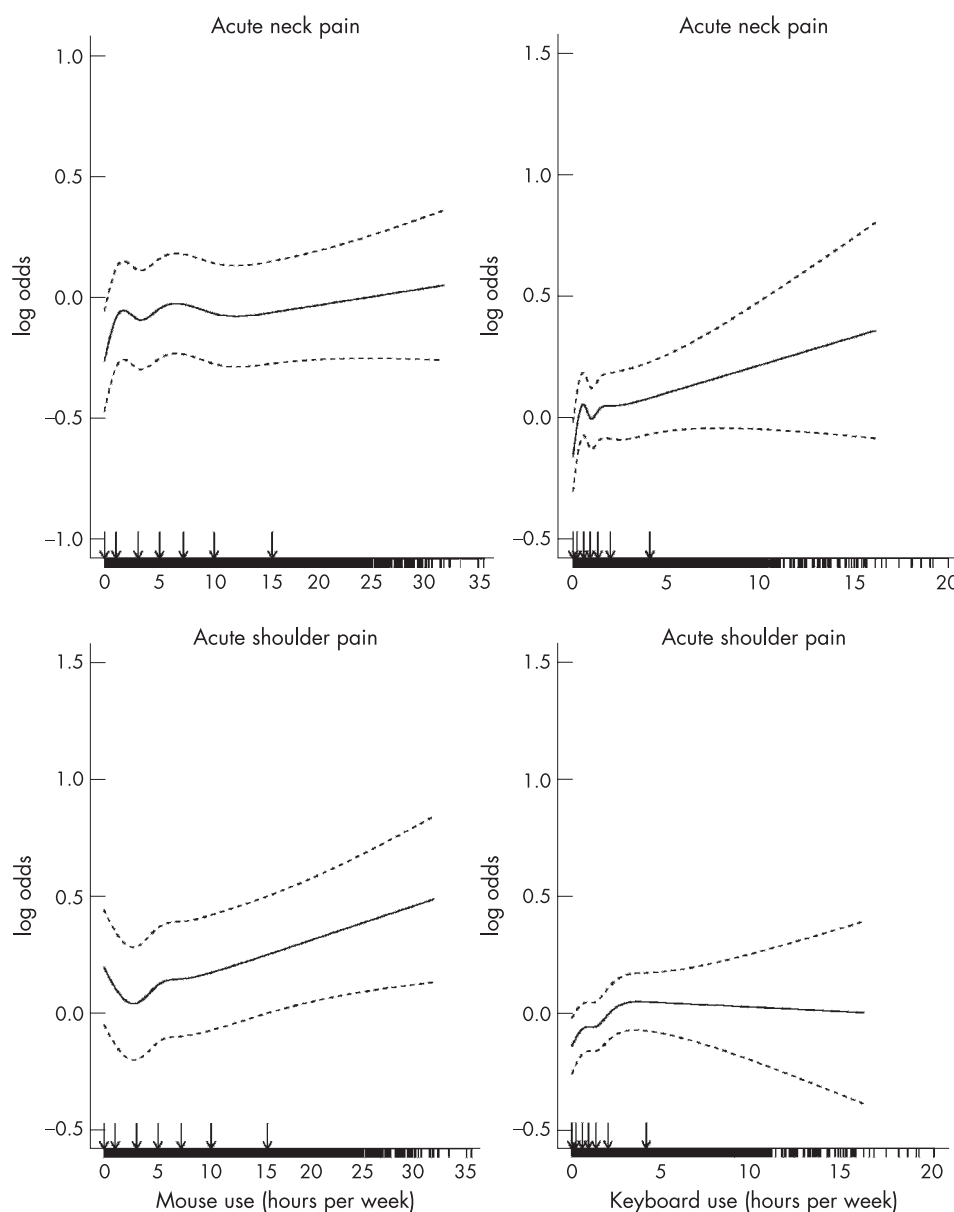 Acute neck pain
1.0
0.5
0.0
−0.5
−1.0
log odds
0 5 10 15 20 25 30 35
Acute neck pain
1.5
1.0
0.5
0.0
−0.5
log odds
0 5 10 15 20
Acute shoulder pain
1.5
1.0
0.5
0.0
−0.5
log odds
0 5 10 15 20 25 30 35
Mouse use (hours per week)
Acute shoulder pain
1.5
1.0
0.5
0.0
−0.5
log odds
0 5 10 15 20
Keyboard use (hours per week)